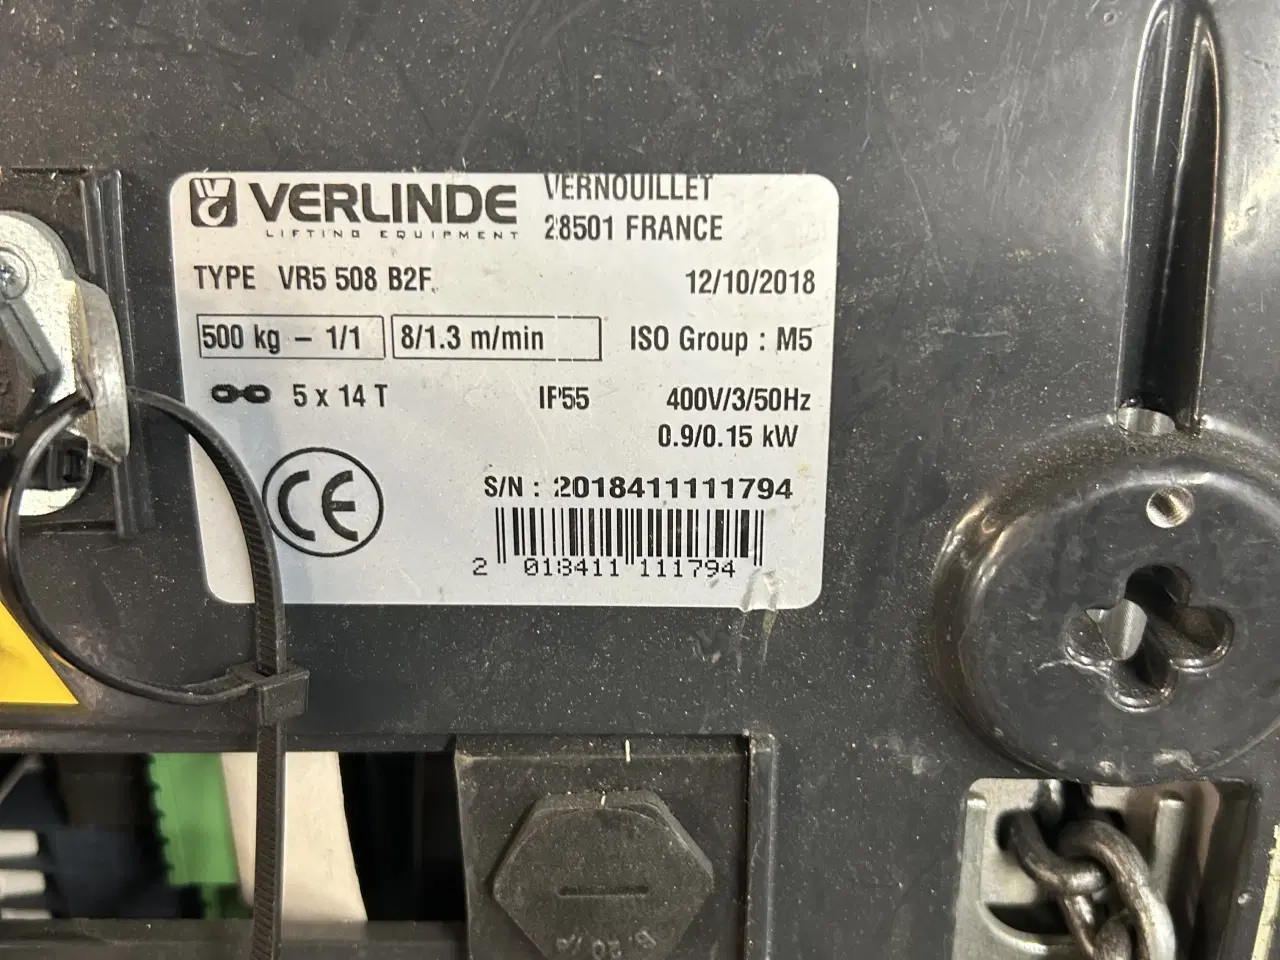 VERLINDE
LIFTING EQUIPMENT
VERNOUILLET
28501 FRANCE
TYPE VR5 508 B2F.
12/10/2018
500 kg – 1/1
8/1.3 m/min
ISO Group : M5
5 x 14 T
IP55
400V/3/50Hz
0.9/0.15 kW
CE
S/N : 2018411111794
2 018411 111794